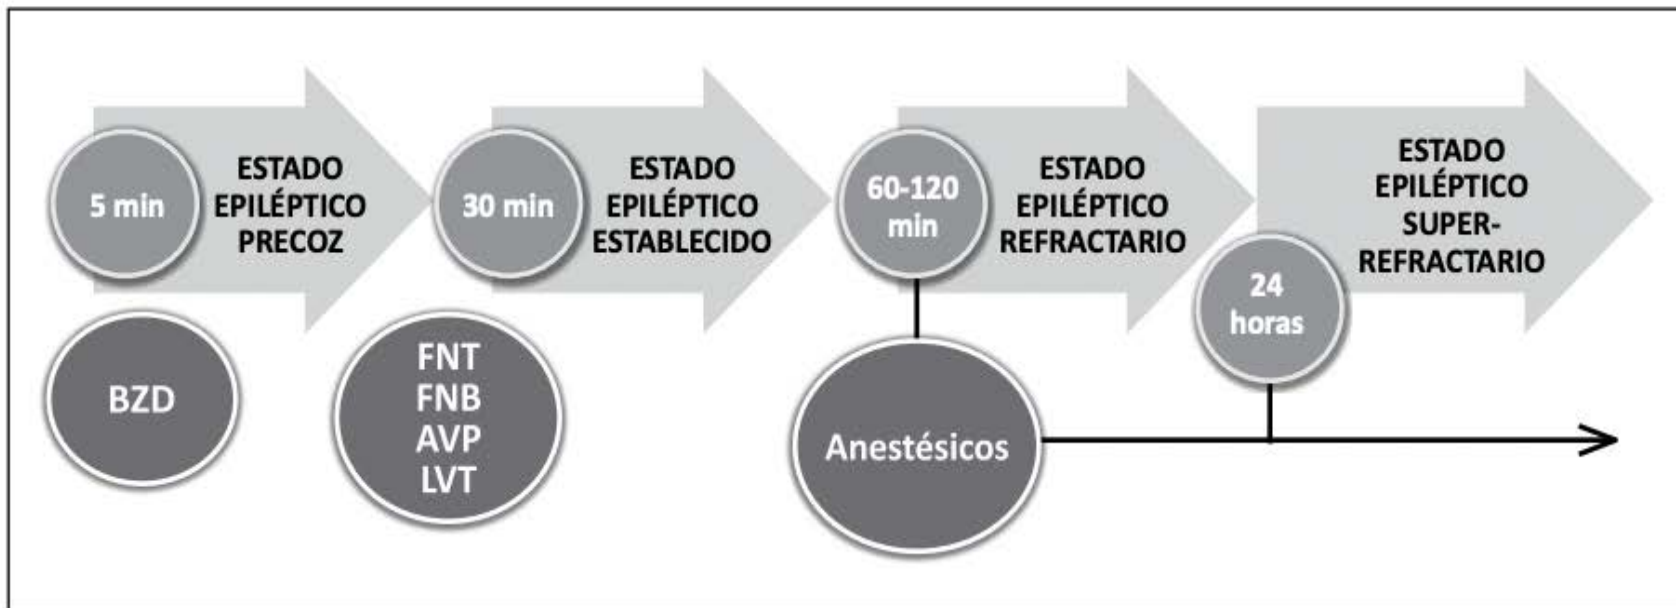 5 min
ESTADO
EPILÉPTICO
PRECOZ
30 min
ESTADO
EPILÉPTICO
ESTABLECIDO
60-120
min
ESTADO
EPILÉPTICO
REFRACTARIO
24
horas
ESTADO
EPILÉPTICO
SUPER-
REFRACTARIO
BZD
FNT
FNB
AVP
LVT
Anestésicos